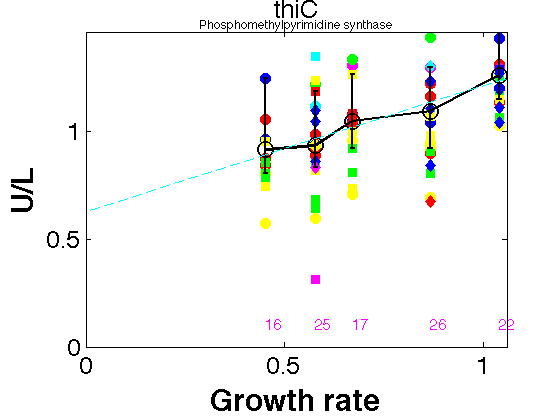 thiC
Phosphomethylpyrimidine synthase
U/L
1
0.5
0
16 25 17 26 22
0 0.5 1
Growth rate